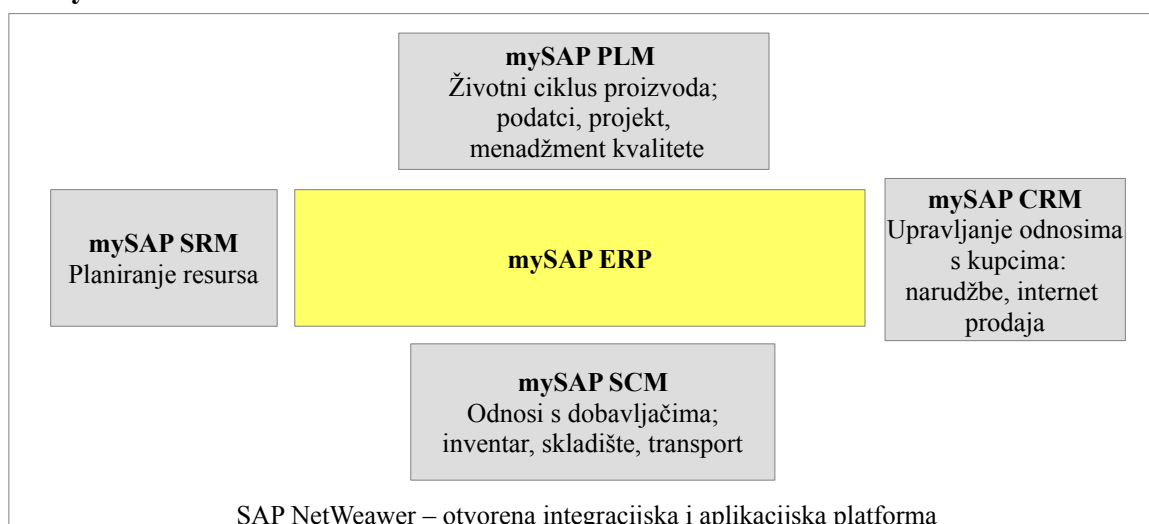 mySAP PLM
Životni ciklus proizvoda;
podatci, projekt,
menadžment kvalitete
mySAP SRM
Planiranje resursa
mySAP ERP
mySAP CRM
Upravljanje odnosima
s kupcima:
narudžbe, internet
prodaja
mySAP SCM
Odnosi s dobavljačima;
inventar, skladište, transport
SAP NetWeawer – otvorena integracijska i aplikacijska platforma